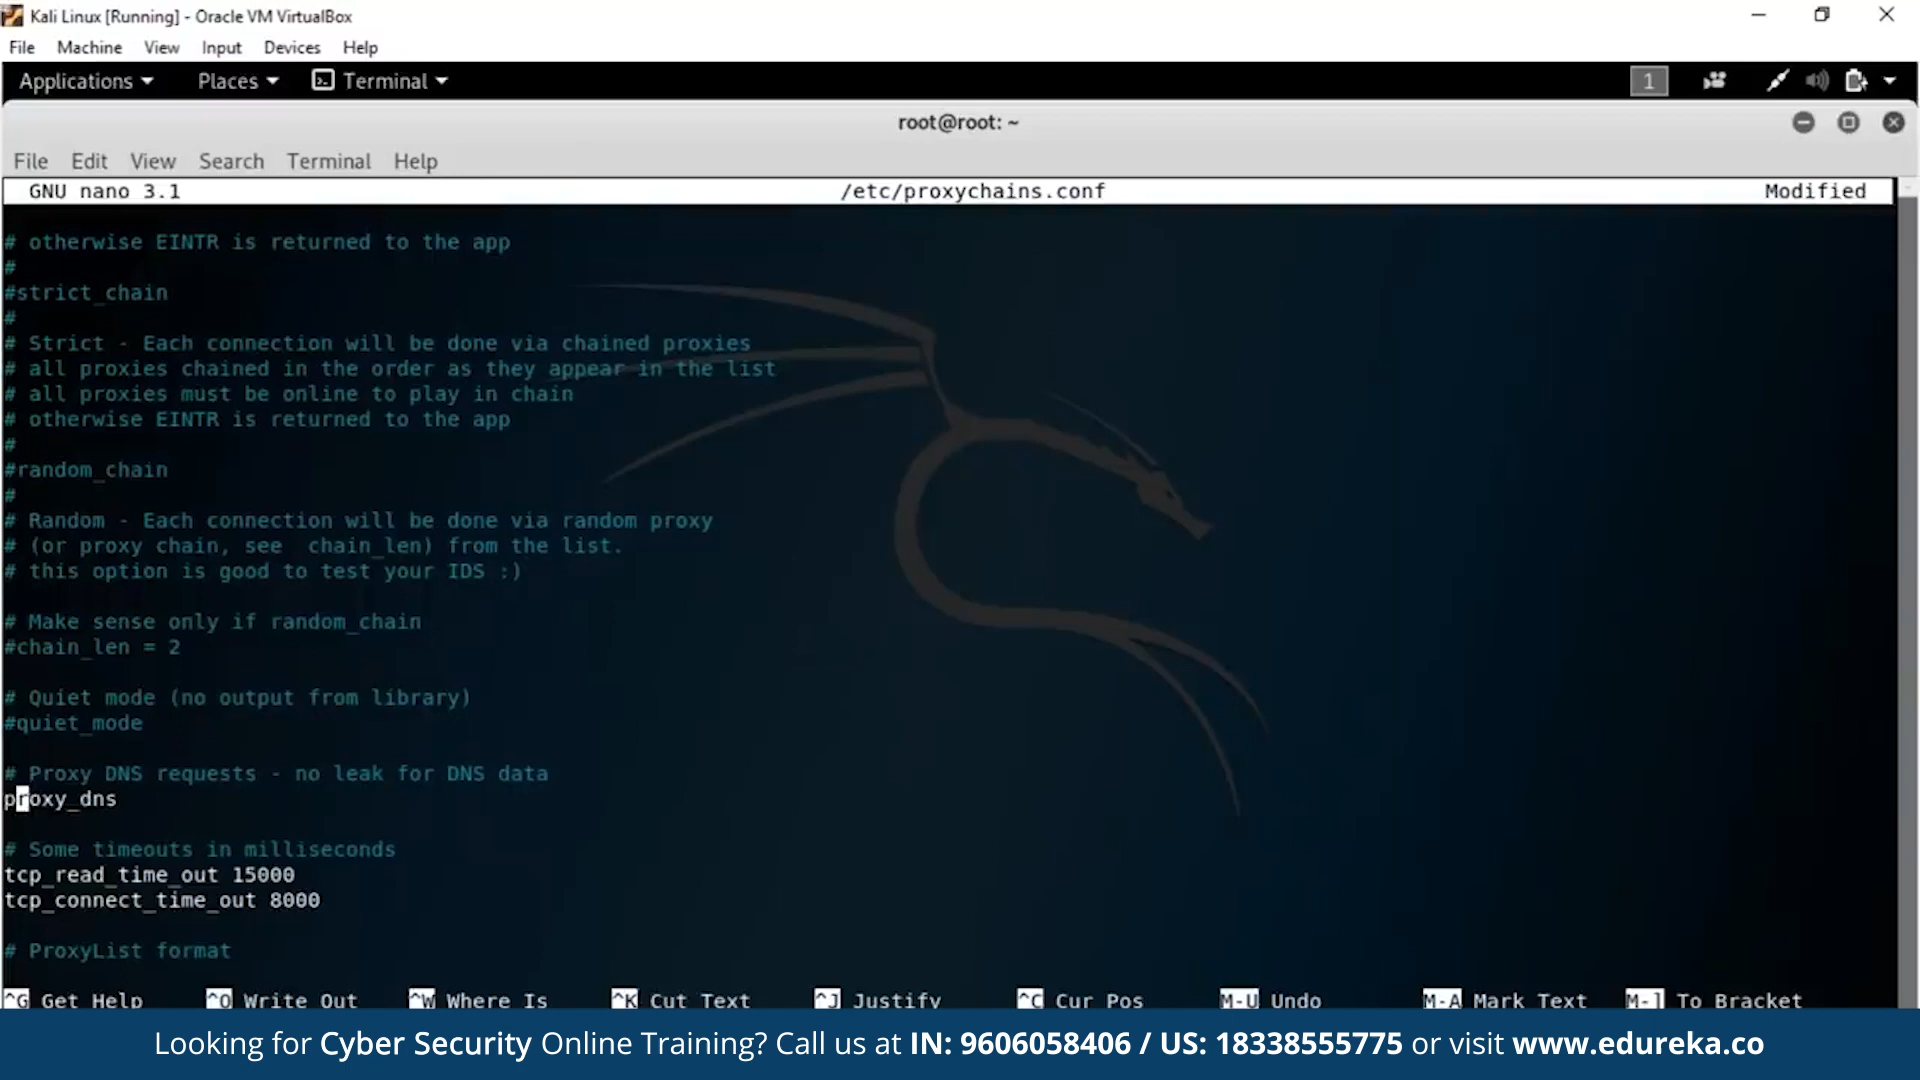 Kali Linux [Running] - Oracle VM VirtualBox
File Machine View Input Devices Help
Applications Places Terminal 1
root@root: ~
File Edit View Search Terminal Help
GNU nano 3.1 /etc/proxychains.conf Modified
# otherwise EINTR is returned to the app
#
#strict_chain
#
# Strict - Each connection will be done via chained proxies
# all proxies chained in the order as they appear in the list
# all proxies must be online to play in chain
# otherwise EINTR is returned to the app
#
#random_chain
#
# Random - Each connection will be done via random proxy
# (or proxy chain, see  chain_len) from the list.
# this option is good to test your IDS :)
# Make sense only if random_chain
#chain_len = 2
# Quiet mode (no output from library)
#quiet_mode
# Proxy DNS requests - no leak for DNS data
proxy_dns
# Some timeouts in milliseconds
tcp_read_time_out 15000
tcp_connect_time_out 8000
# ProxyList format
^G Get Help ^O Write Out ^W Where Is ^K Cut Text ^J Justify ^C Cur Pos M-U Undo M-A Mark Text M-] To Bracket
Looking for Cyber Security Online Training? Call us at IN: 9606058406 / US: 18338555775 or visit www.edureka.co